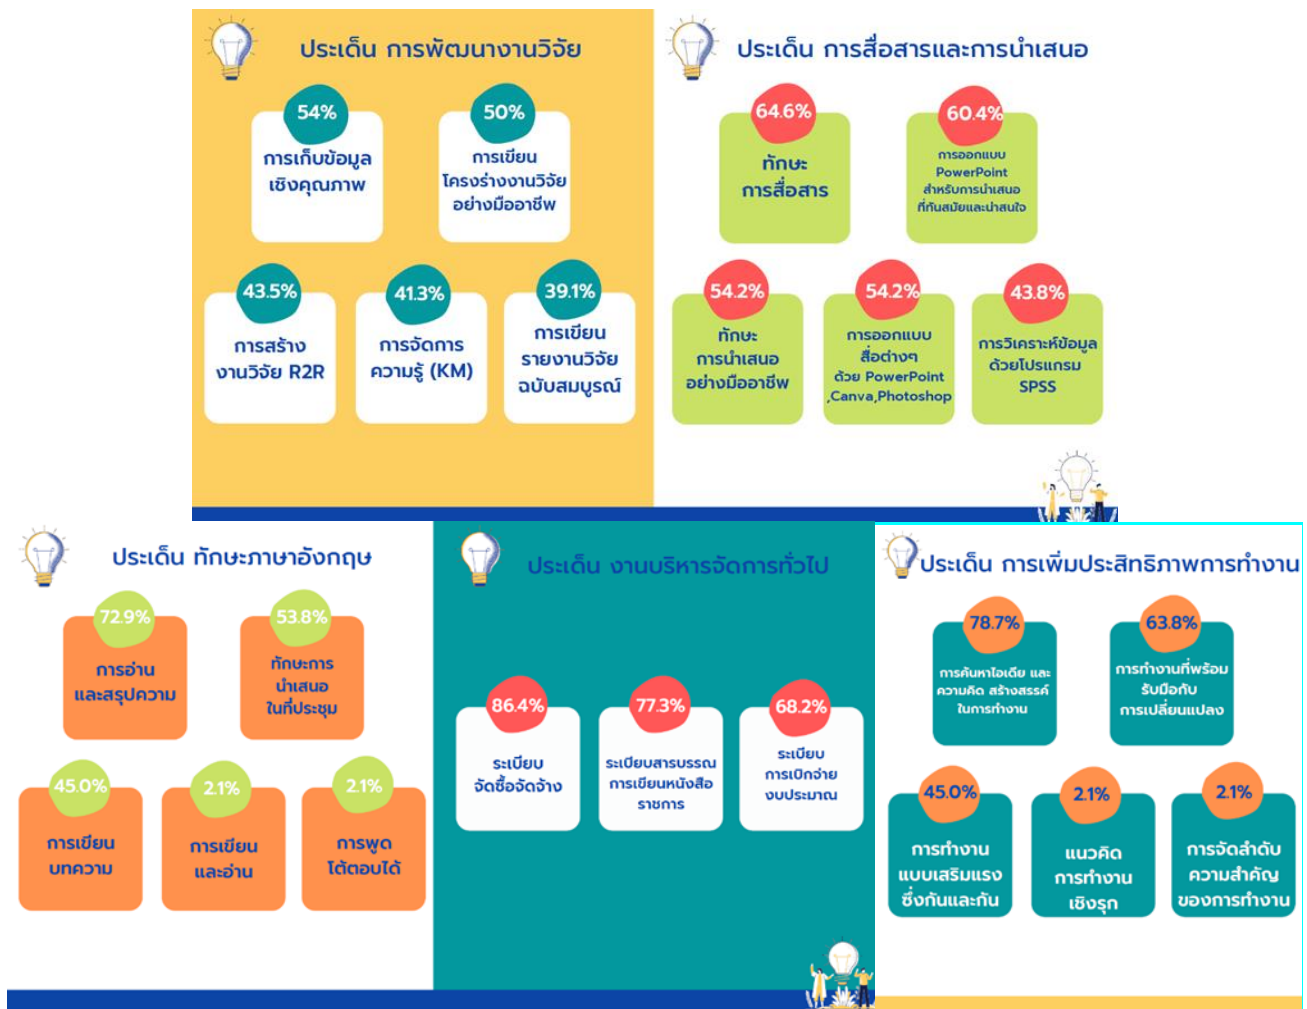 ประเด็น การพัฒนางานวิจัย
54%
การเก็บข้อมูล
เชิงคุณภาพ
50%
การเขียน
โครงร่างงานวิจัย
อย่างมืออาชีพ
43.5%
การสร้าง
งานวิจัย R2R
41.3%
การจัดการ
ความรู้ (KM)
39.1%
การเขียน
รายงานวิจัย
ฉบับสมบูรณ์
ประเด็น การสื่อสารและการนำเสนอ
64.6%
ทักษะ
การสื่อสาร
60.4%
การออกแบบ
PowerPoint
สำหรับการนำเสนอ
ที่ทันสมัยและน่าสนใจ
54.2%
ทักษะ
การนำเสนอ
อย่างมืออาชีพ
54.2%
การออกแบบ
สื่อต่างๆ
ด้วย PowerPoint
,Canva,Photoshop
43.8%
การวิเคราะห์ข้อมูล
ด้วยโปรแกรม
SPSS
ประเด็น ทักษะภาษาอังกฤษ
72.9%
การอ่าน
และสรุปความ
53.8%
ทักษะการ
นำเสนอ
ในที่ประชุม
45.0%
การเขียน
บทความ
2.1%
การเขียน
และอ่าน
2.1%
การพูด
โต้ตอบได้
ประเด็น งานบริหารจัดการทั่วไป
86.4%
ระเบียบ
จัดซื้อจัดจ้าง
77.3%
ระเบียบสารบรรณ
การเขียนหนังสือ
ราชการ
68.2%
ระเบียบ
การเบิกจ่าย
งบประมาณ
ประเด็น การเพิ่มประสิทธิภาพการทำงาน
78.7%
การค้นหาไอเดีย และ
ความคิด สร้างสรรค์
ในการทำงาน
63.8%
การทำงานที่พร้อม
รับมือกับ
การเปลี่ยนแปลง
45.0%
การทำงาน
แบบเสริมแรง
ซึ่งกันและกัน
2.1%
แนวคิด
การทำงาน
เชิงรุก
2.1%
การจัดลำดับ
ความสำคัญ
ของการทำงาน